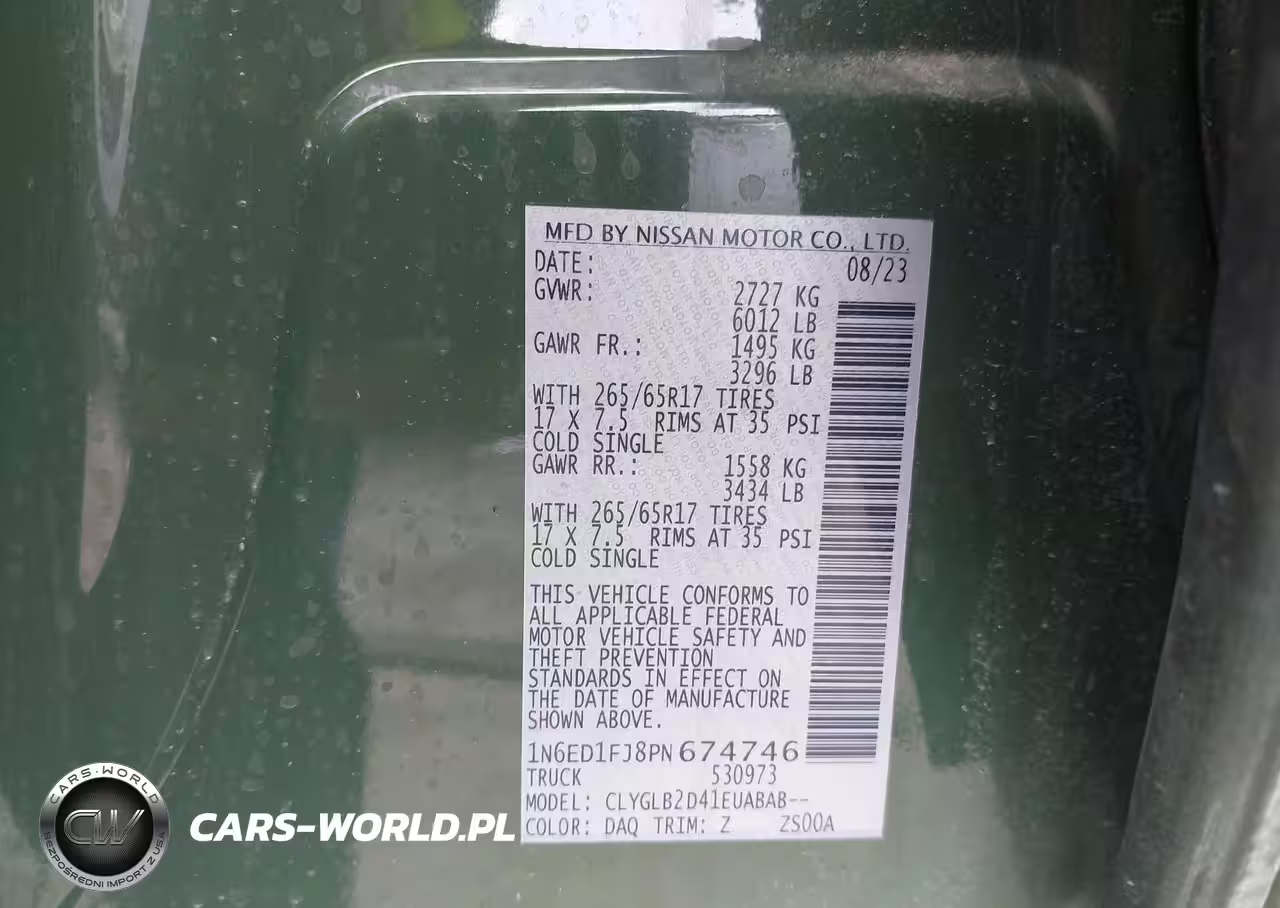 MFD BY NISSAN MOTOR CO., LTD.
DATE: 08/23
GVWR: 2727 KG
6012 LB
GAWR FR.: 1495 KG
3296 LB
WITH 265/65R17 TIRES
17 X 7.5 RIMS AT 35 PSI
COLD SINGLE
GAWR RR.: 1558 KG
3434 LB
WITH 265/65R17 TIRES
17 X 7.5 RIMS AT 35 PSI
COLD SINGLE
THIS VEHICLE CONFORMS TO
ALL APPLICABLE FEDERAL
MOTOR VEHICLE SAFETY AND
THEFT PREVENTION
STANDARDS IN EFFECT ON
THE DATE OF MANUFACTURE
SHOWN ABOVE.
1N6ED1FJ8PN674746
TRUCK 530973
MODEL: CLYGLB2D41EUABAB--
COLOR: DAQ TRIM: Z ZS00A
CARS-WORLD
CW
BEZPOŚREDNI IMPORT Z USA
CARS-WORLD.PL